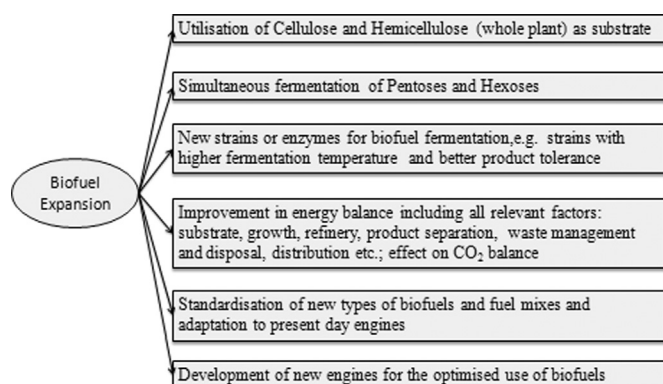 Utilisation of Cellulose and Hemicellulose (whole plant) as substrate
Simultaneous fermentation of Pentoses and Hexoses
New strains or enzymes for biofuel fermentation,e.g. strains with
higher fermentation temperature and better product tolerance
Biofuel
Expansion
Improvement in energy balance including all relevant factors:
substrate, growth, refinery, product separation, waste management
and disposal, distribution etc.; effect on CO₂ balance
Standardisation of new types of biofuels and fuel mixes and
adaptation to present day engines
Development of new engines for the optimised use of biofuels